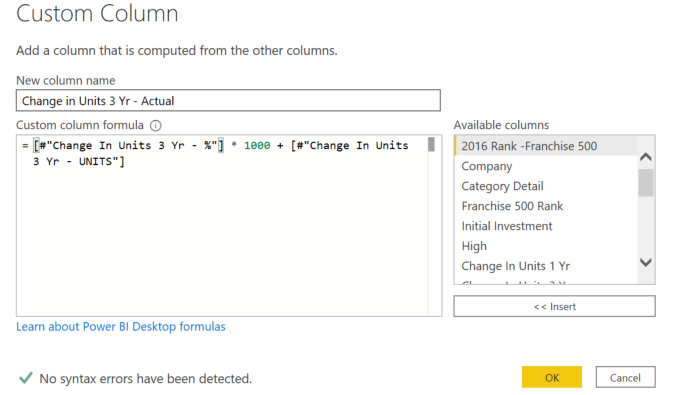 Custom Column
Add a column that is computed from the other columns.
New column name
Change in Units 3 Yr - Actual
Custom column formula
= [#"Change In Units 3 Yr - %"] * 1000 + [#"Change In Units
3 Yr - UNITS"]
Available columns
2016 Rank -Franchise 500
Company
Category Detail
Franchise 500 Rank
Initial Investment
High
Change In Units 1 Yr
<< Insert
Learn about Power BI Desktop formulas
No syntax errors have been detected.
OK
Cancel